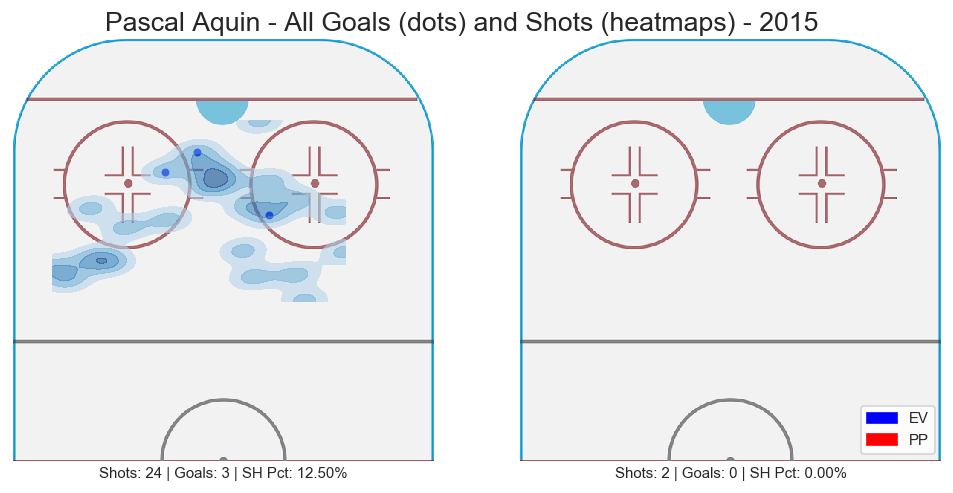 Pascal Aquin - All Goals (dots) and Shots (heatmaps) - 2015
EV
PP
Shots: 24 | Goals: 3 | SH Pct: 12.50%
Shots: 2 | Goals: 0 | SH Pct: 0.00%